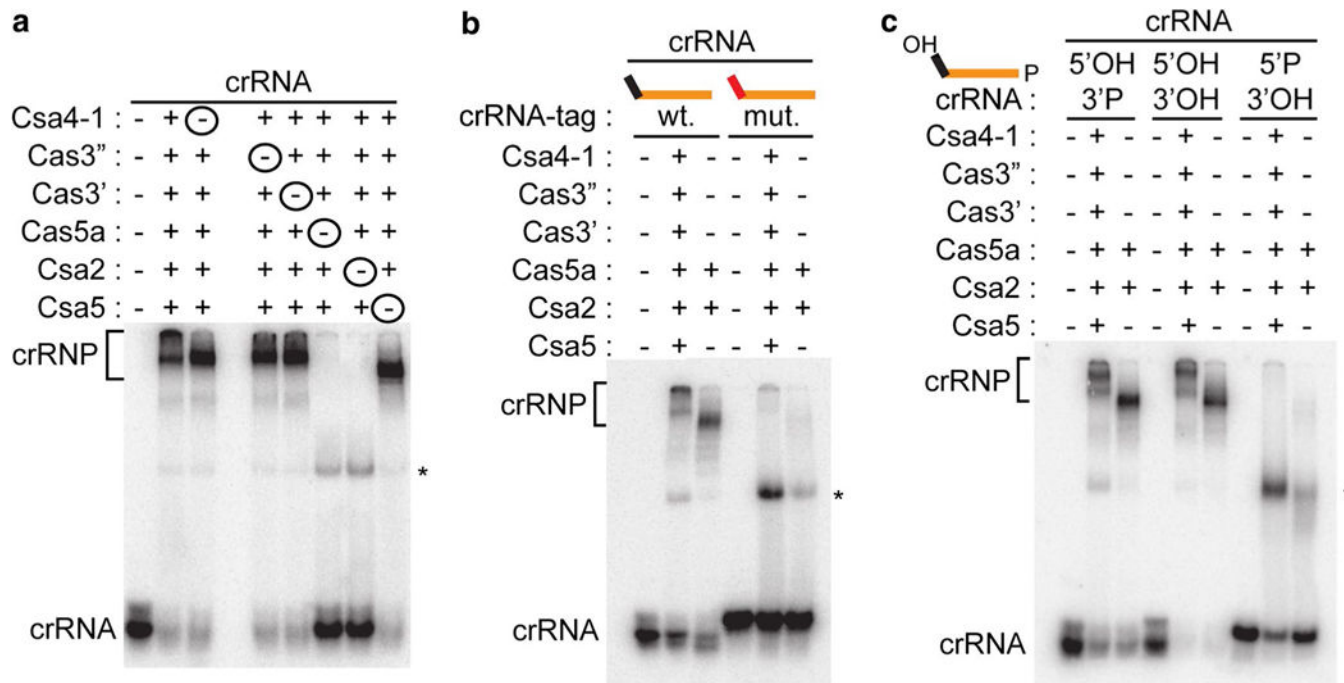 a
crRNA
Csa4-1 : - + - + + + + +
Cas3" : - + + - + + + +
Cas3' : - + + + - + + +
Cas5a : - + + + + - + +
Csa2 : - + + + + + - +
Csa5 : - + + + + + + -
crRNP
*
crRNA
b
crRNA
crRNA-tag : wt. mut.
Csa4-1 : - + - - + -
Cas3" : - + - - + -
Cas3' : - + - - + -
Cas5a : - + + - + +
Csa2 : - + + - + +
Csa5 : - + - - + -
crRNP
*
crRNA
c
OH
P
crRNA
5'OH 5'OH 5'P
crRNA : 3'P 3'OH 3'OH
Csa4-1 : - + - - + - - + -
Cas3" : - + - - + - - + -
Cas3' : - + - - + - - + -
Cas5a : - + + - + + - + +
Csa2 : - + + - + + - + +
Csa5 : - + - - + - - + -
crRNP
crRNA